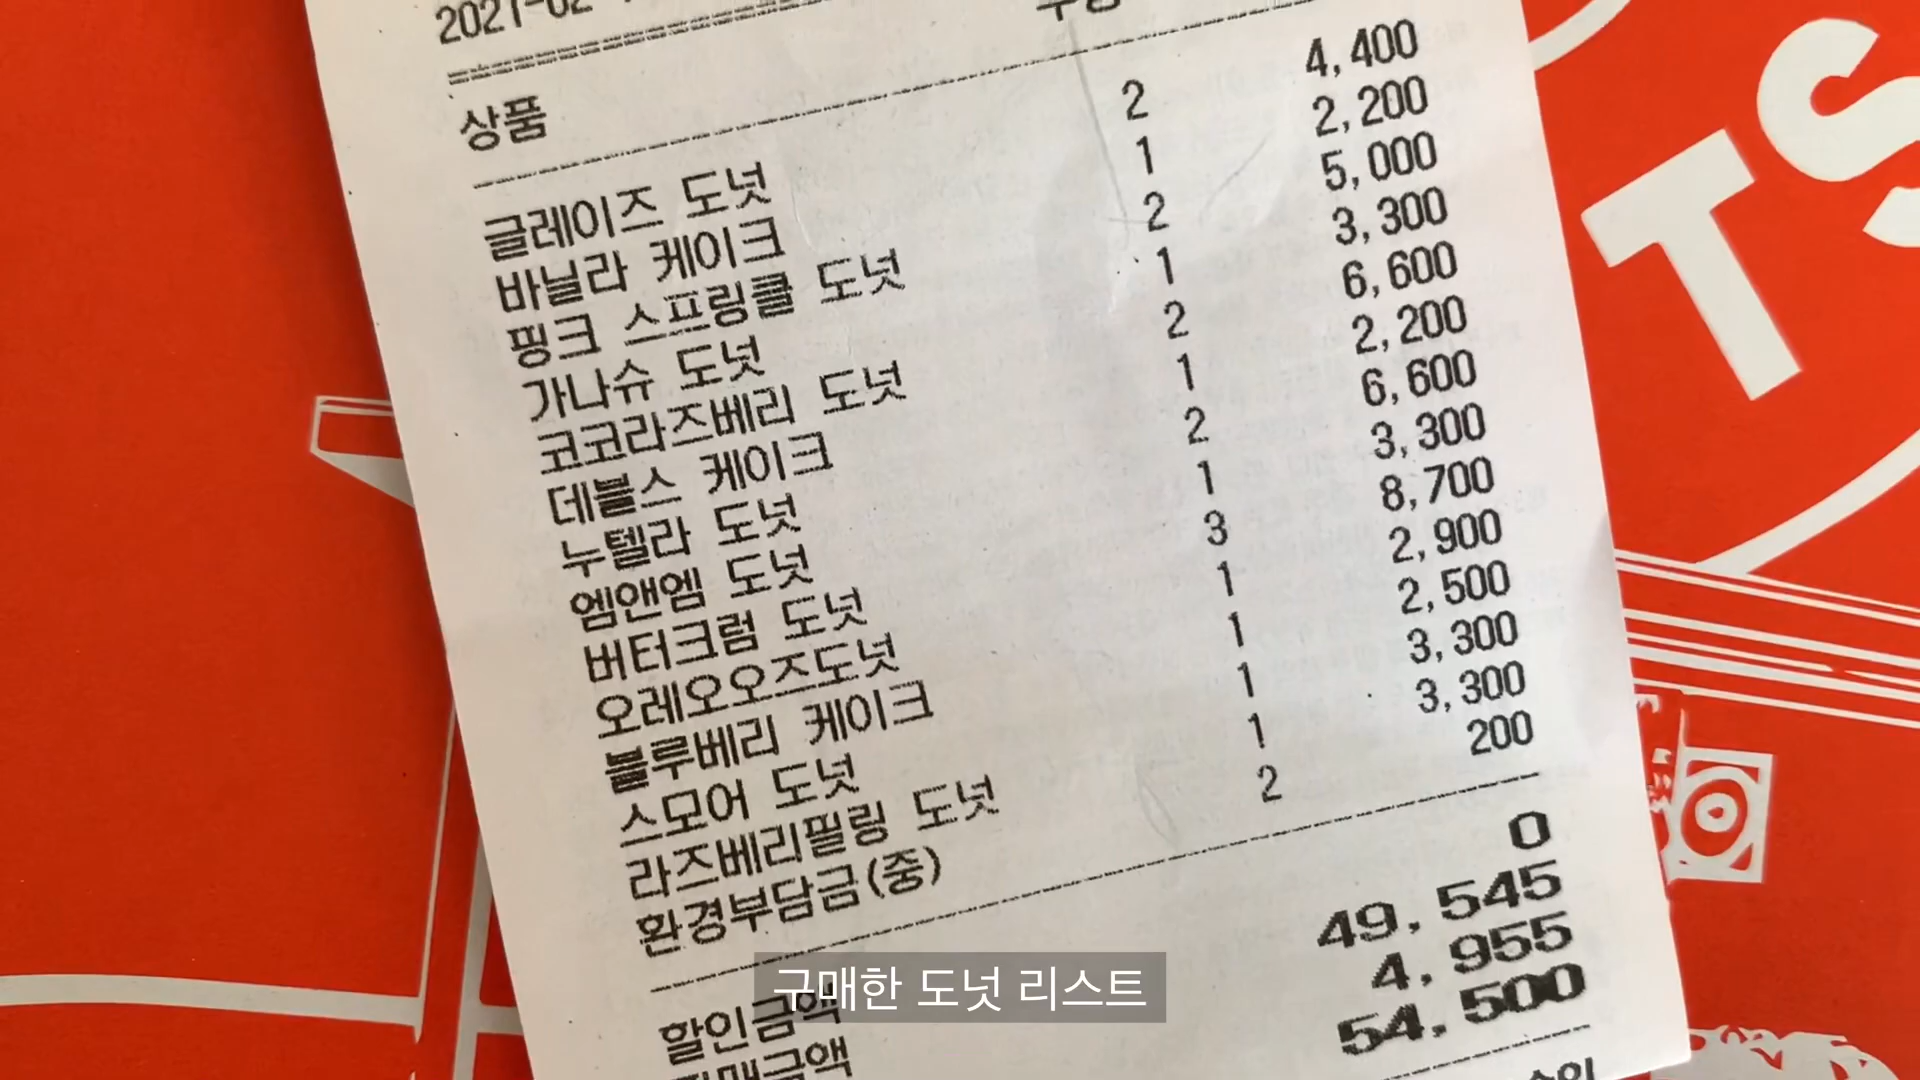 상품
글레이즈 도넛 2 4,400
바닐라 케이크 1 2,200
핑크 스프링클 도넛 2 5,000
가나슈 도넛 1 3,300
코코라즈베리 도넛 2 6,600
데블스 케이크 1 2,200
누텔라 도넛 2 6,600
엠앤엠 도넛 1 3,300
버터크럼 도넛 3 8,700
오레오오즈도넛 1 2,900
블루베리 케이크 1 2,500
스모어 도넛 1 3,300
라즈베리필링 도넛 1 3,300
환경부담금(중) 2 200
할인금액 0
49,545
4,955
54,500
구매한 도넛 리스트
TS